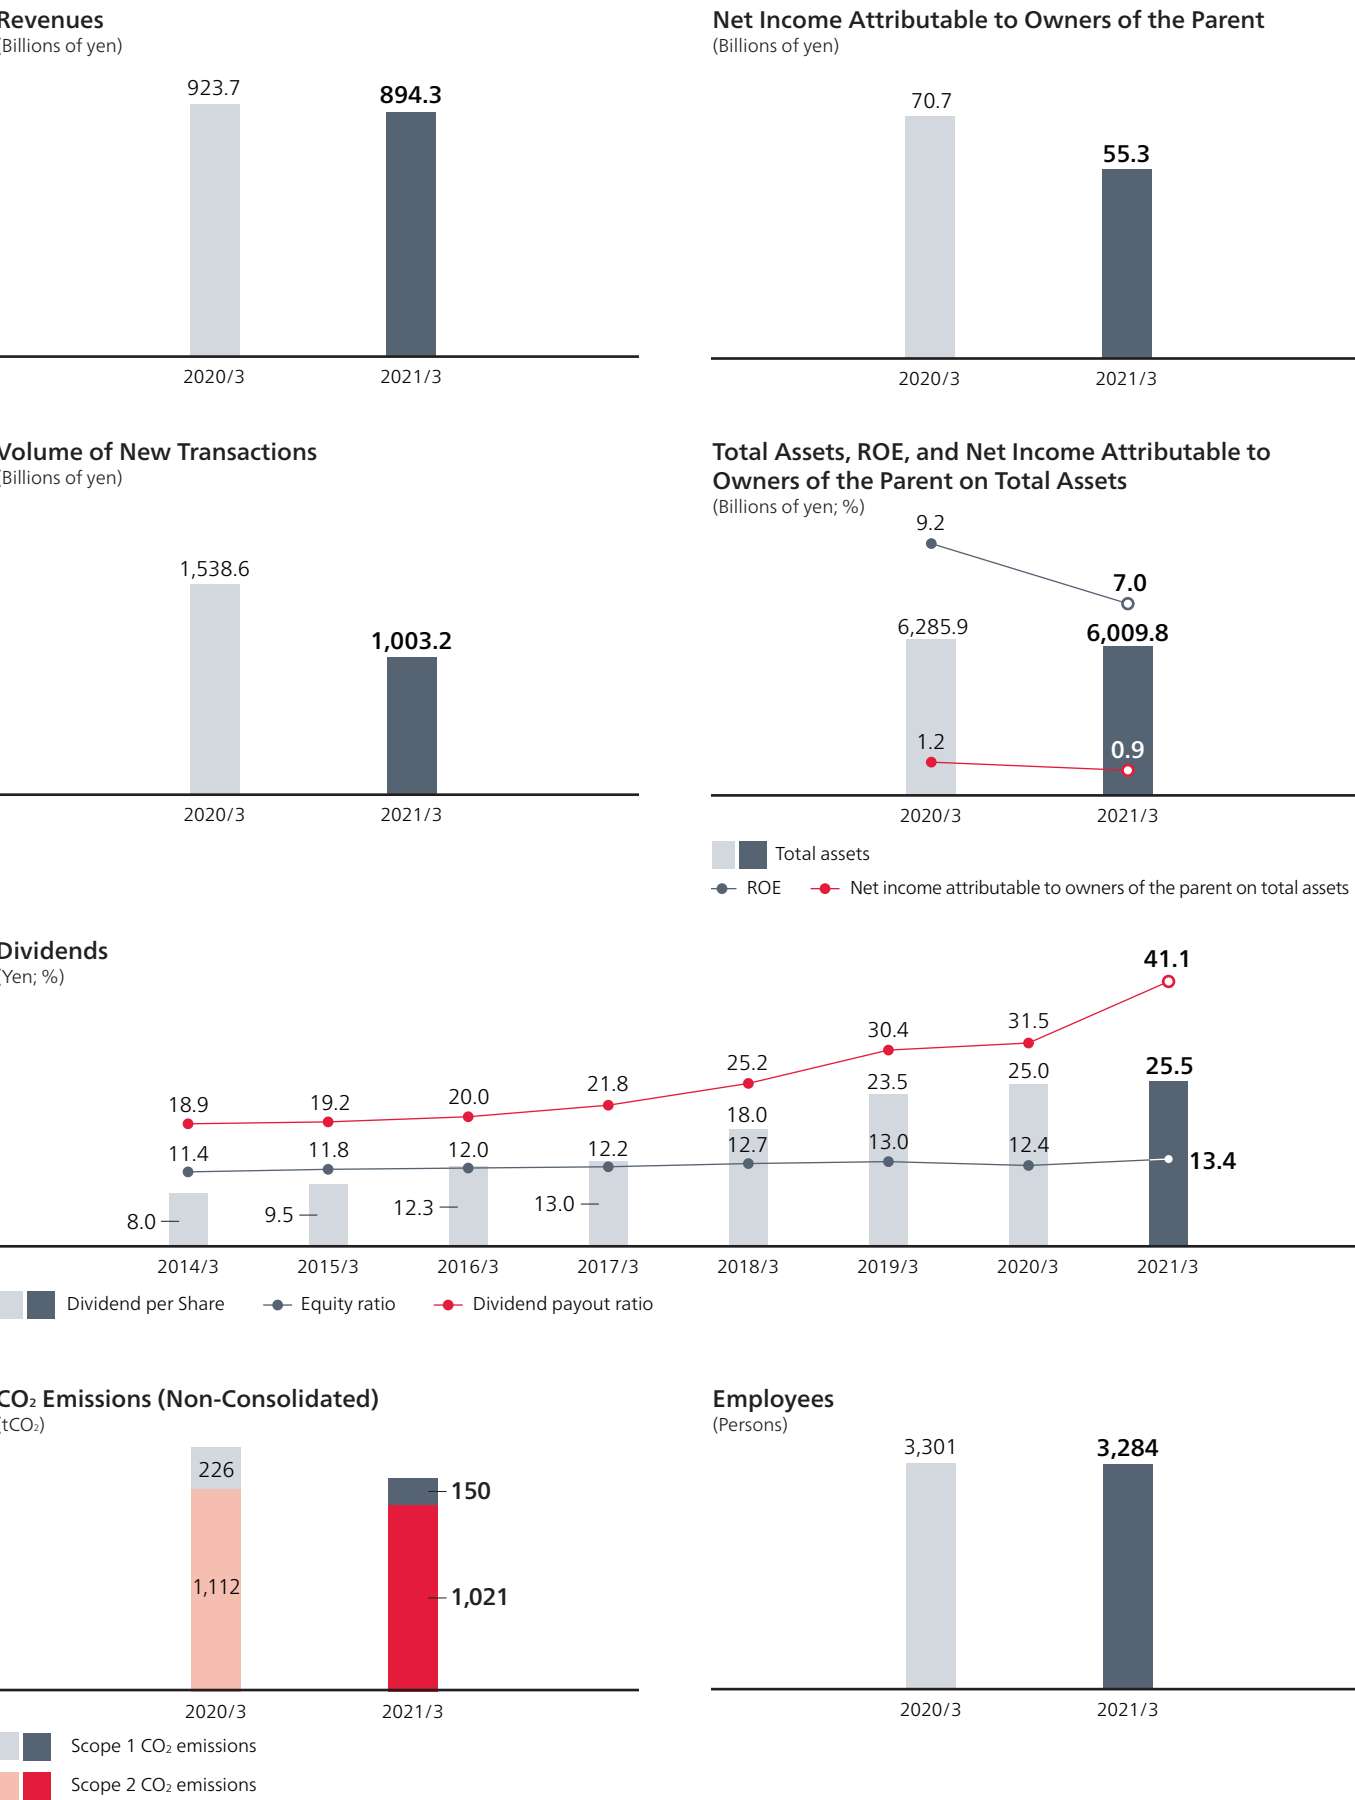 Revenues
(Billions of yen)
923.7
894.3
2020/3
2021/3
Net Income Attributable to Owners of the Parent
(Billions of yen)
70.7
55.3
2020/3
2021/3
Volume of New Transactions
(Billions of yen)
1,538.6
1,003.2
2020/3
2021/3
Total Assets, ROE, and Net Income Attributable to
Owners of the Parent on Total Assets
(Billions of yen; %)
9.2
7.0
6,285.9
6,009.8
1.2
0.9
2020/3
2021/3
Total assets
ROE
Net income attributable to owners of the parent on total assets
Dividends
(Yen; %)
18.9
19.2
20.0
21.8
25.2
30.4
31.5
41.1
11.4
11.8
12.0
12.2
12.7
13.0
12.4
13.4
8.0
9.5
12.3
13.0
18.0
23.5
25.0
25.5
2014/3
2015/3
2016/3
2017/3
2018/3
2019/3
2020/3
2021/3
Dividend per Share
Equity ratio
Dividend payout ratio
CO₂ Emissions (Non-Consolidated)
(tCO₂)
226
1,112
150
1,021
2020/3
2021/3
Scope 1 CO₂ emissions
Scope 2 CO₂ emissions
Employees
(Persons)
3,301
3,284
2020/3
2021/3